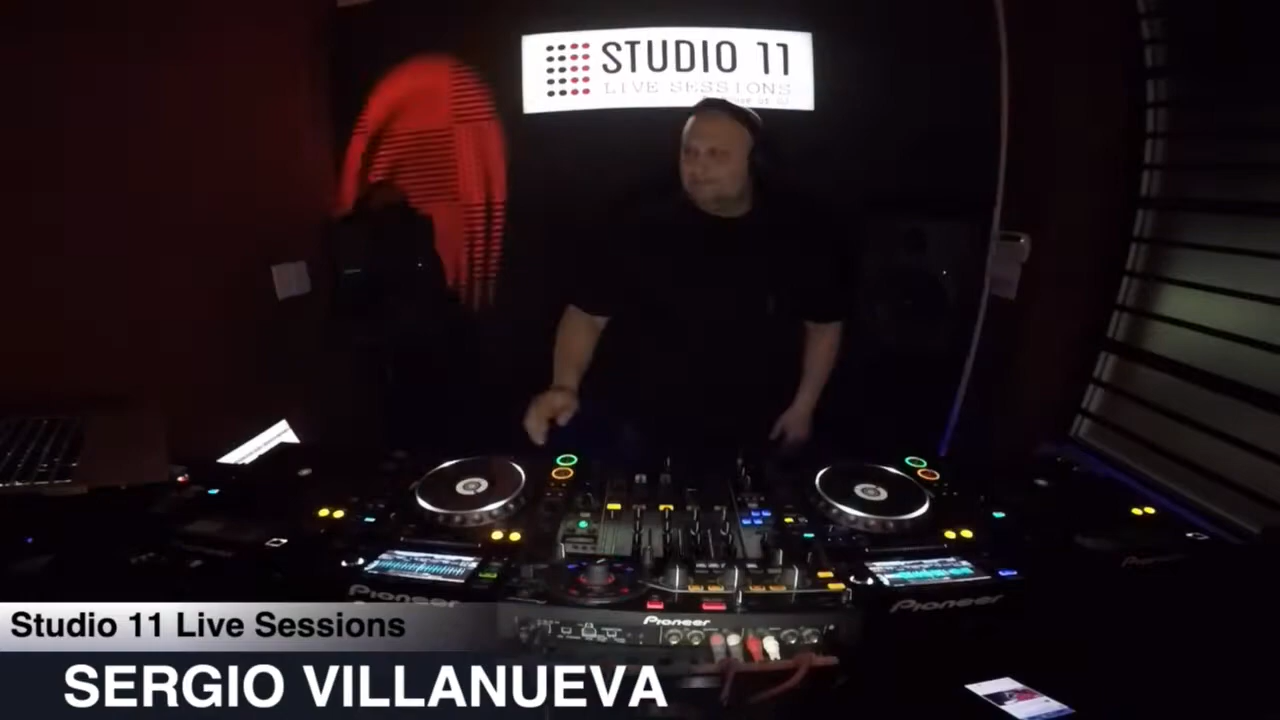 STUDIO 11
LIVE SESSIONS
Pioneer
Pioneer
Pioneer
Studio 11 Live Sessions
SERGIO VILLANUEVA